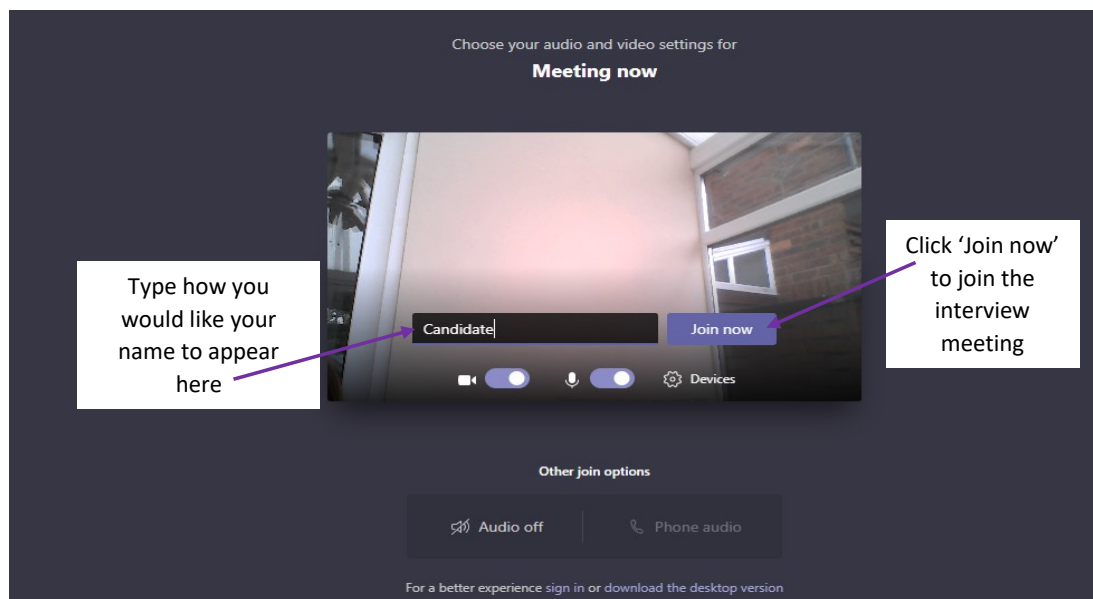 Choose your audio and video settings for
Meeting now
Type how you
would like your
name to appear
here
Click ‘Join now’
to join the
interview
meeting
Candidate
Join now
Devices
Other join options
Audio off
Phone audio
For a better experience sign in or download the desktop version